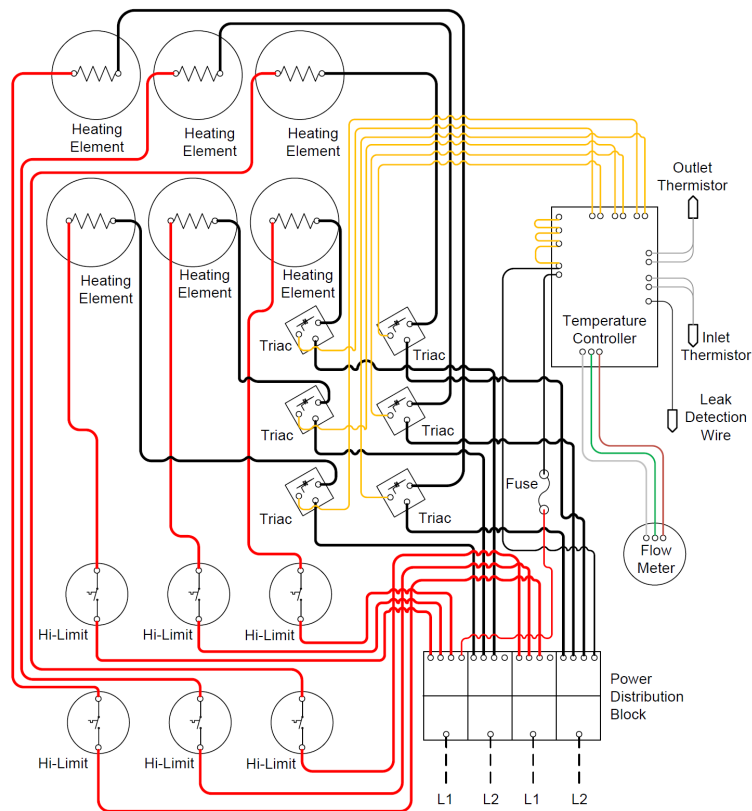 Heating
Element
Heating
Element
Heating
Element
Outlet
Thermistor
Heating
Element
Heating
Element
Heating
Element
Triac
Triac
Temperature
Controller
Inlet
Thermistor
Triac
Triac
Leak
Detection
Wire
Fuse
Triac
Triac
Flow
Meter
Hi-Limit
Hi-Limit
Hi-Limit
Power
Distribution
Block
Hi-Limit
Hi-Limit
Hi-Limit
L1
L2
L1
L2